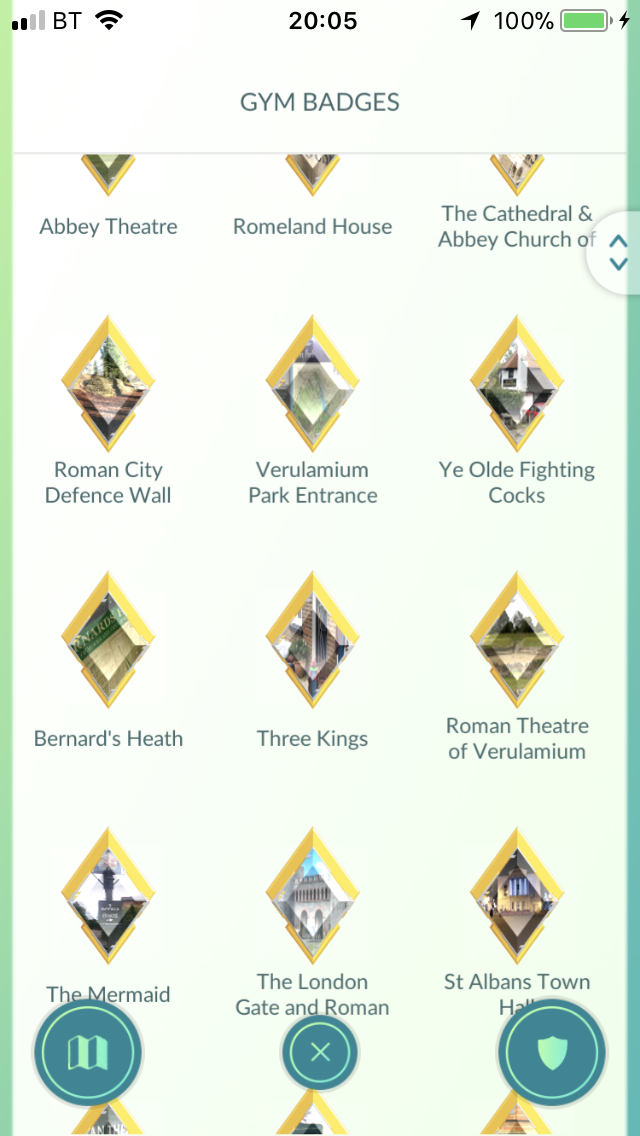 BT
20:05
100%
GYM BADGES
Abbey Theatre
Romeland House
The Cathedral &
Abbey Church of
Roman City
Defence Wall
Verulamium
Park Entrance
Ye Olde Fighting
Cocks
Bernard's Heath
Three Kings
Roman Theatre
of Verulamium
The Mermaid
The London
Gate and Roman
St Albans Town
Hall